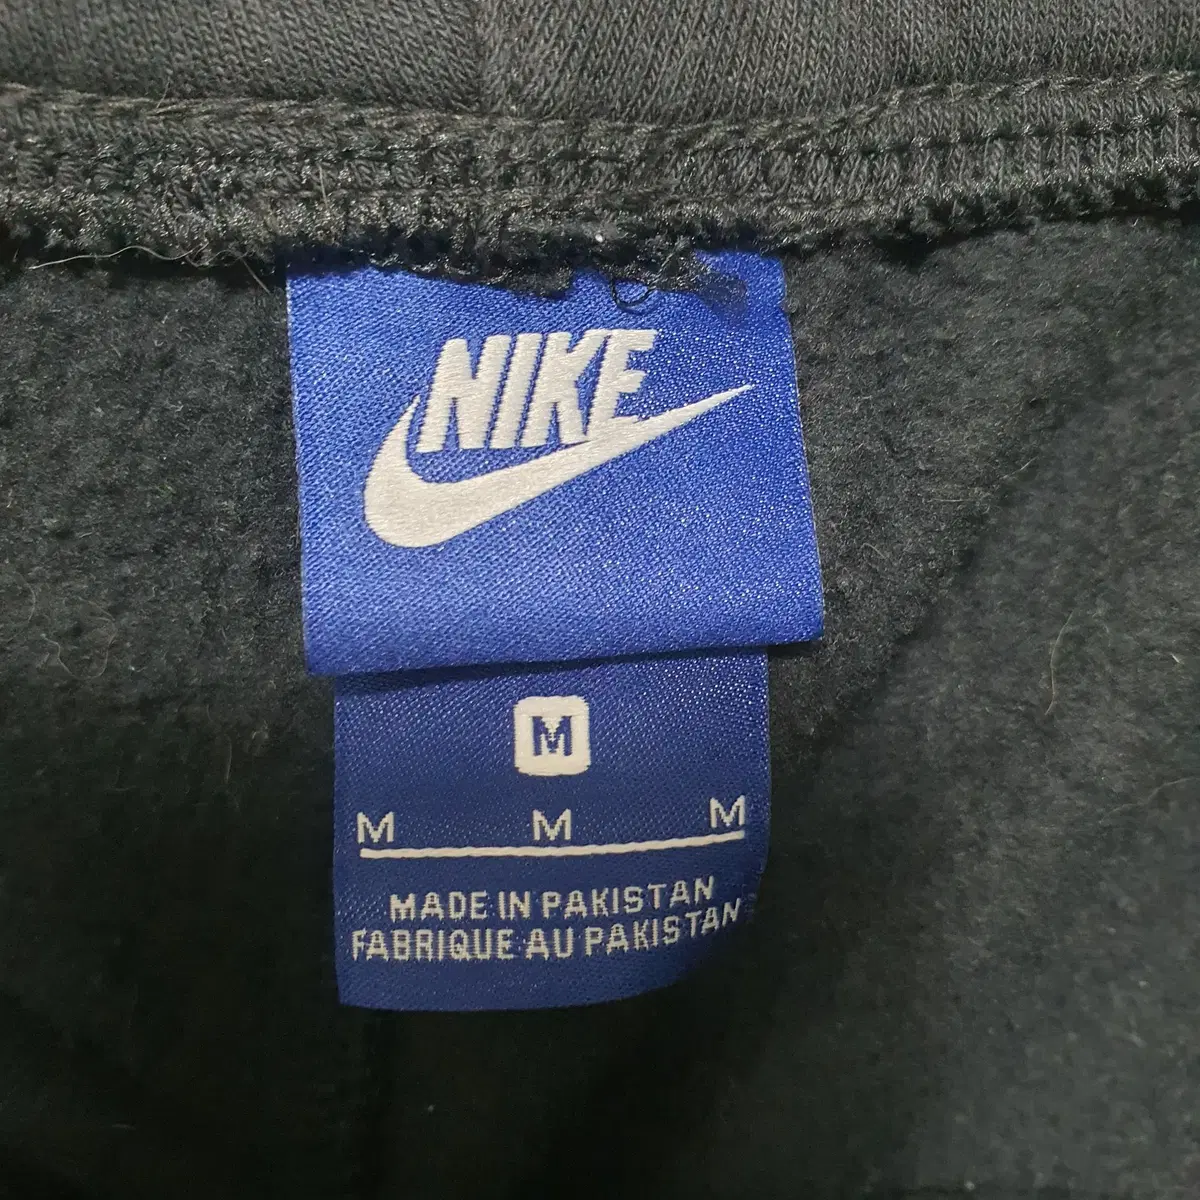 NIKE
M
M M M
MADE IN PAKISTAN
FABRIQUE AU PAKISTAN